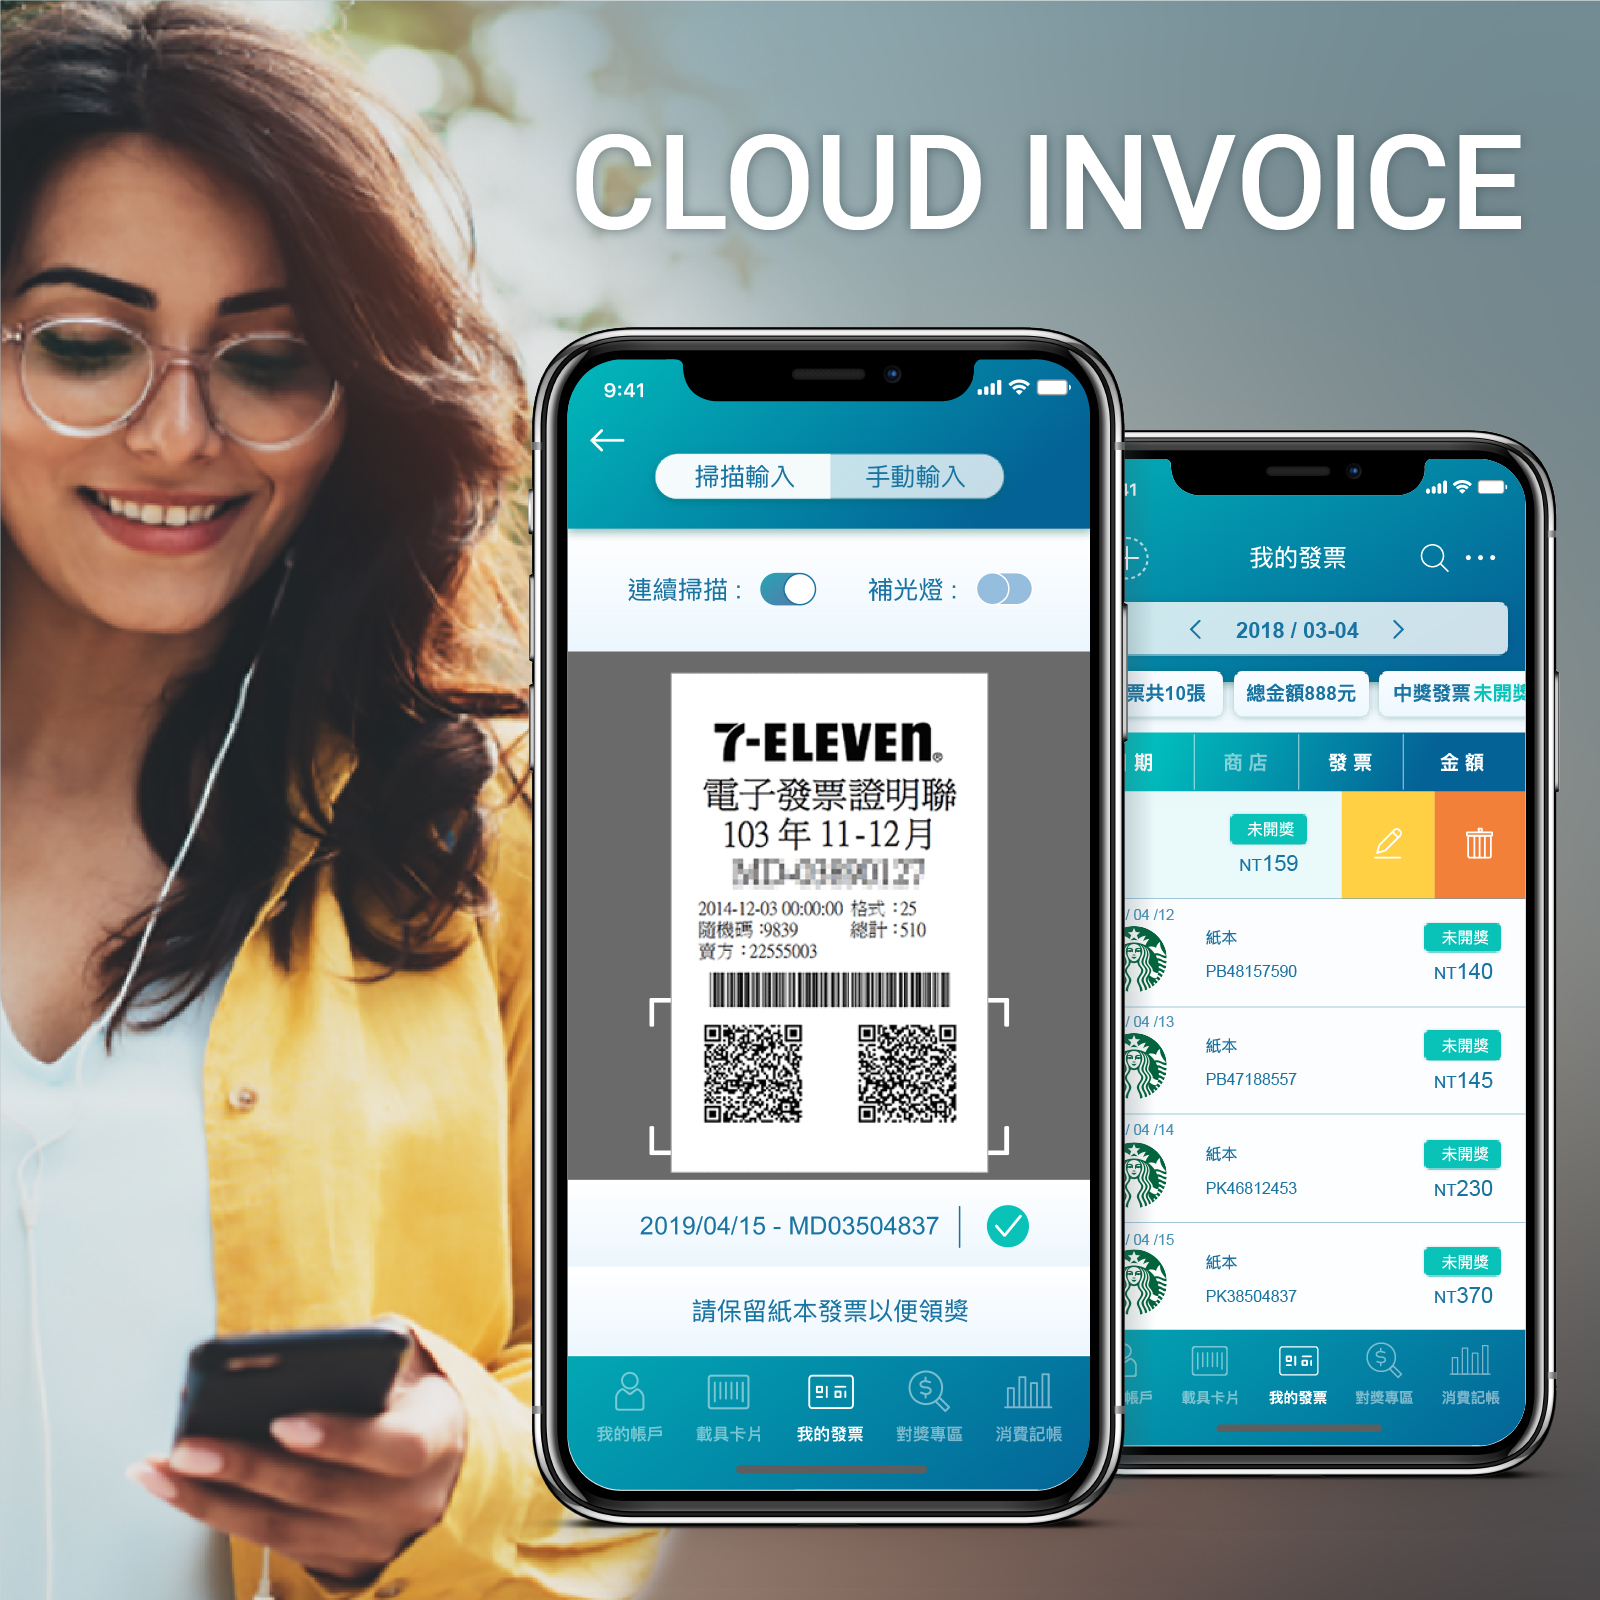 CLOUD INVOICE
9:41
掃描輸入 手動輸入
連續掃描： 補光燈：
7-ELEVEN®
電子發票證明聯
103 年 11-12月
2014-12-03 00:00:00 格式：25
隨機碼：9839 總計：510
賣方：22555003
2019/04/15 - MD03504837
請保留紙本發票以便領獎
我的帳戶 載具卡片 我的發票 對獎專區 消費記帳
41
我的發票
2018 / 03-04
票共10張 總金額888元 中獎發票 未開獎
期 商店 發票 金額
未開獎
NT159
/ 04 /12
紙本 未開獎
PB48157590 NT140
/ 04 /13
紙本 未開獎
PB47188557 NT145
/ 04 /14
紙本 未開獎
PK46812453 NT230
/ 04 /15
紙本 未開獎
PK38504837 NT370
帳戶 載具卡片 我的發票 對獎專區 消費記帳